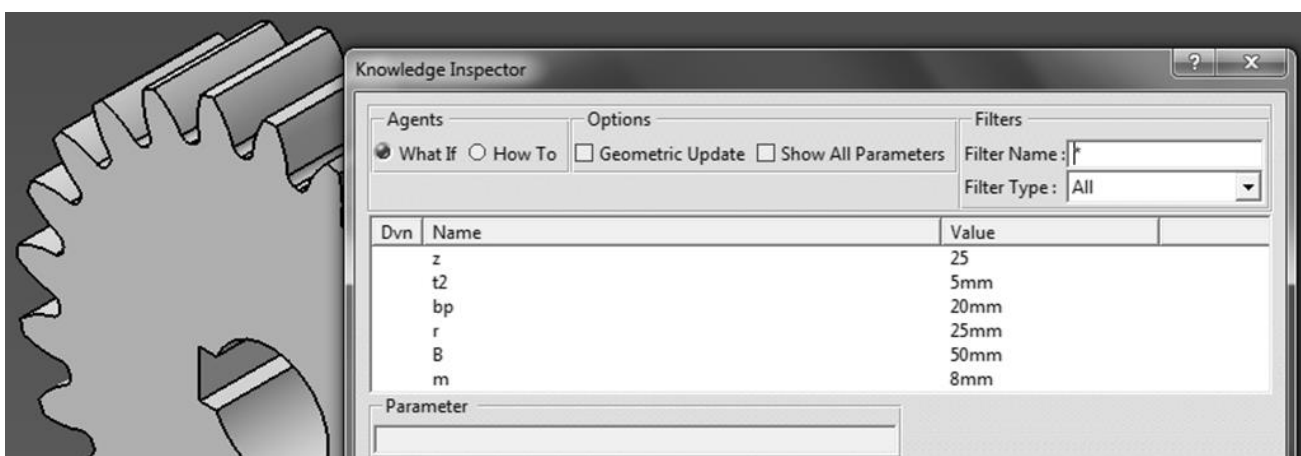 Knowledge Inspector ? X
Agents Options Filters
What If How To Geometric Update Show All Parameters Filter Name : *
Filter Type : All
Dvn Name Value
z 25
t2 5mm
bp 20mm
r 25mm
B 50mm
m 8mm
Parameter